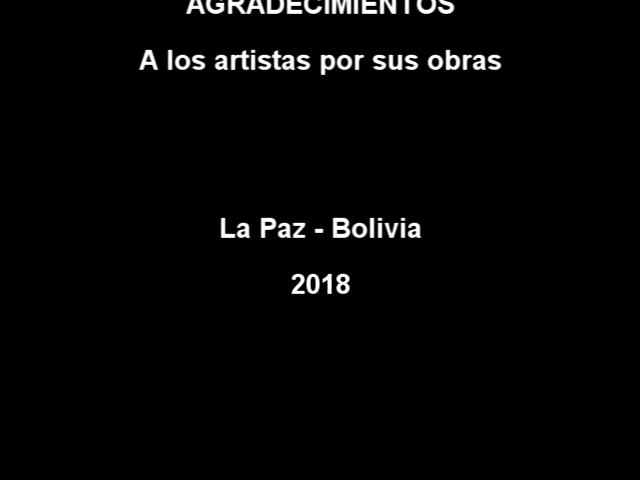 AGRADECIMIENTOS
A los artistas por sus obras
La Paz - Bolivia
2018